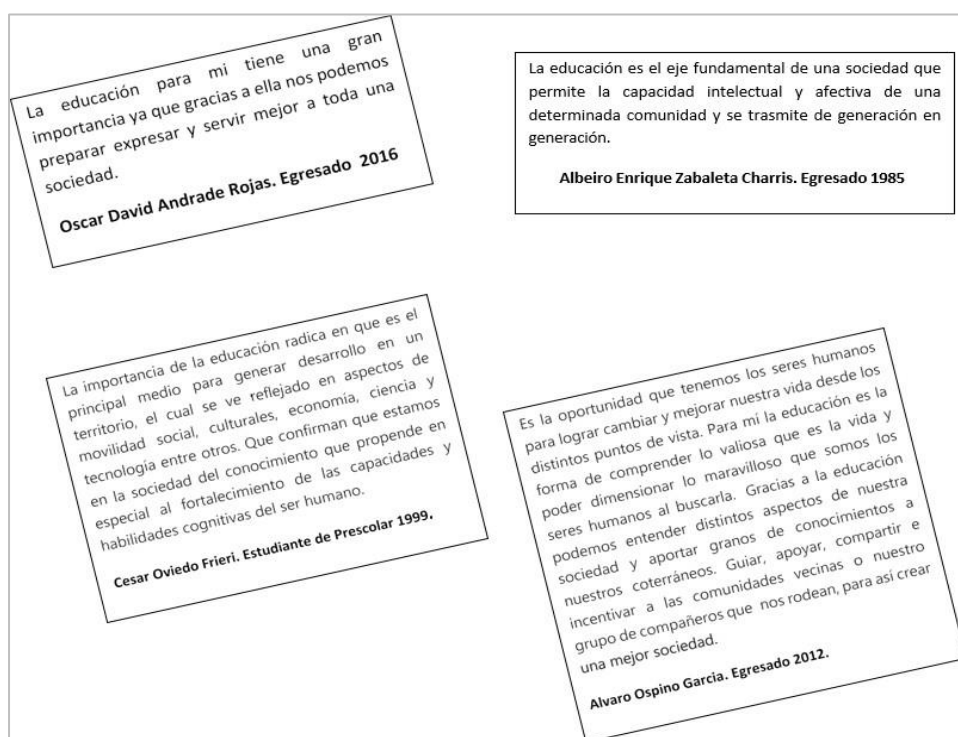 La educación para mi tiene una gran
importancia ya que gracias a ella nos podemos
preparar expresar y servir mejor a toda una
sociedad.
Oscar David Andrade Rojas. Egresado 2016
La educación es el eje fundamental de una sociedad que
permite la capacidad intelectual y afectiva de una
determinada comunidad y se trasmite de generación en
generación.
Albeiro Enrique Zabaleta Charris. Egresado 1985
La importancia de la educación radica en que es el
principal medio para generar desarrollo en un
territorio, el cual se ve reflejado en aspectos de
movilidad social, culturales, economía, ciencia y
tecnología entre otros. Que confirman que estamos
en la sociedad del conocimiento que propende en
especial al fortalecimiento de las capacidades y
habilidades cognitivas del ser humano.
Cesar Oviedo Frieri. Estudiante de Prescolar 1999.
Es la oportunidad que tenemos los seres humanos
para lograr cambiar y mejorar nuestra vida desde los
distintos puntos de vista. Para mí la educación es la
forma de comprender lo valiosa que es la vida y
poder dimensionar lo maravilloso que somos los
seres humanos al buscarla. Gracias a la educación
podemos entender distintos aspectos de nuestra
sociedad y aportar granos de conocimientos a
nuestros coterráneos. Guiar, apoyar, compartir e
incentivar a las comunidades vecinas o nuestro
grupo de compañeros que nos rodean, para así crear
una mejor sociedad.
Alvaro Ospino Garcia. Egresado 2012.